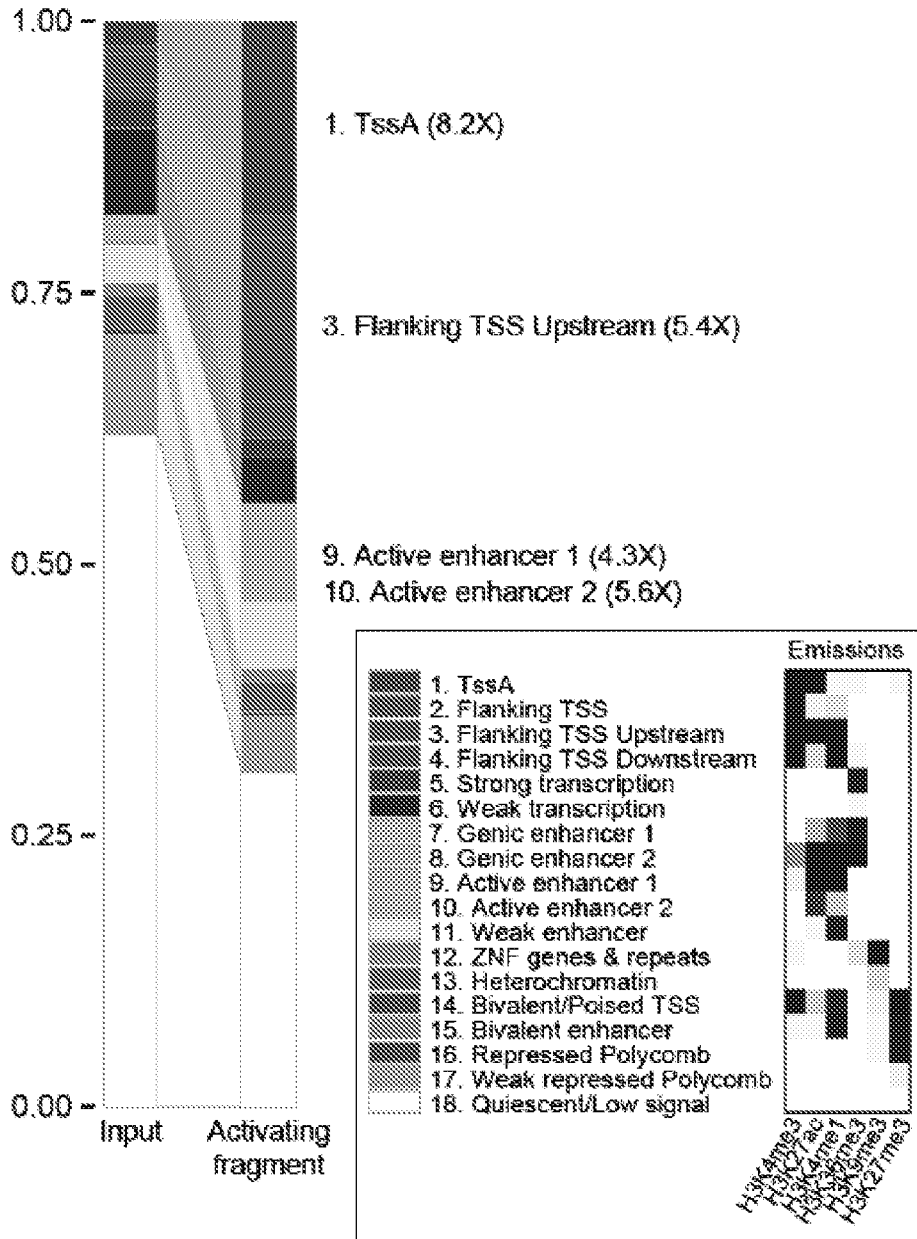 1.00
1. TssA (8.2X)
0.75
3. Flanking TSS Upstream (5.4X)
0.50
9. Active enhancer 1 (4.3X)
10. Active enhancer 2 (5.6X)
Emissions
1. TssA
2. Flanking TSS
3. Flanking TSS Upstream
4. Flanking TSS Downstream
5. Strong transcription
6. Weak transcription
7. Genic enhancer 1
8. Genic enhancer 2
9. Active enhancer 1
10. Active enhancer 2
11. Weak enhancer
12. ZNF genes & repeats
13. Heterochromatin
14. Bivalent/Poised TSS
15. Bivalent enhancer
16. Repressed Polycomb
17. Weak repressed Polycomb
18. Quiescent/Low signal
0.25
0.00
Input
Activating
fragment
H3K4me3
H3K27ac
H3K4me1
H3K36me3
H3K9me3
H3K27me3